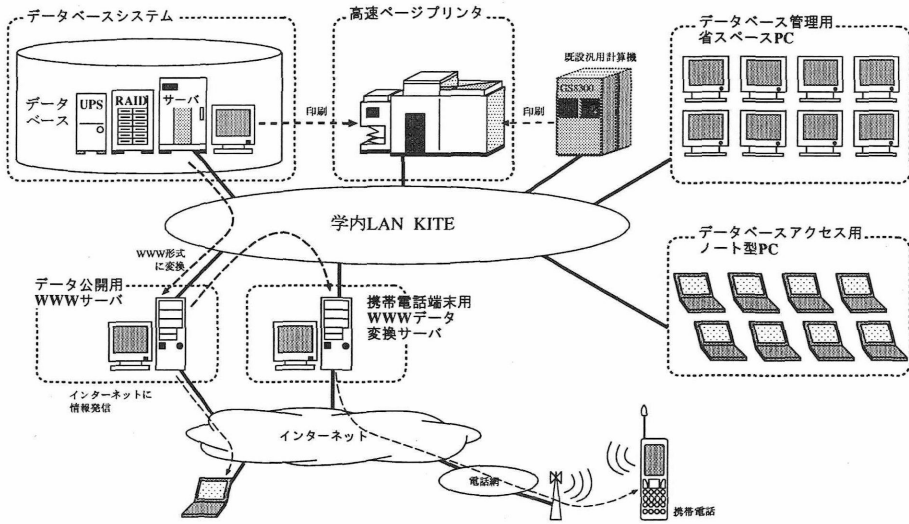 データベースシステム
データ
ベース
UPS
RAID
サーバ
印刷
高速ページプリンタ
印刷
既設汎用計算機
GS8300
データベース管理用
省スペースPC
学内LAN KITE
WWW形式
に変換
データ公開用
WWWサーバ
携帯電話端末用
WWWデータ
変換サーバ
データベースアクセス用
ノート型PC
インターネットに
情報発信
インターネット
電話網
携帯電話